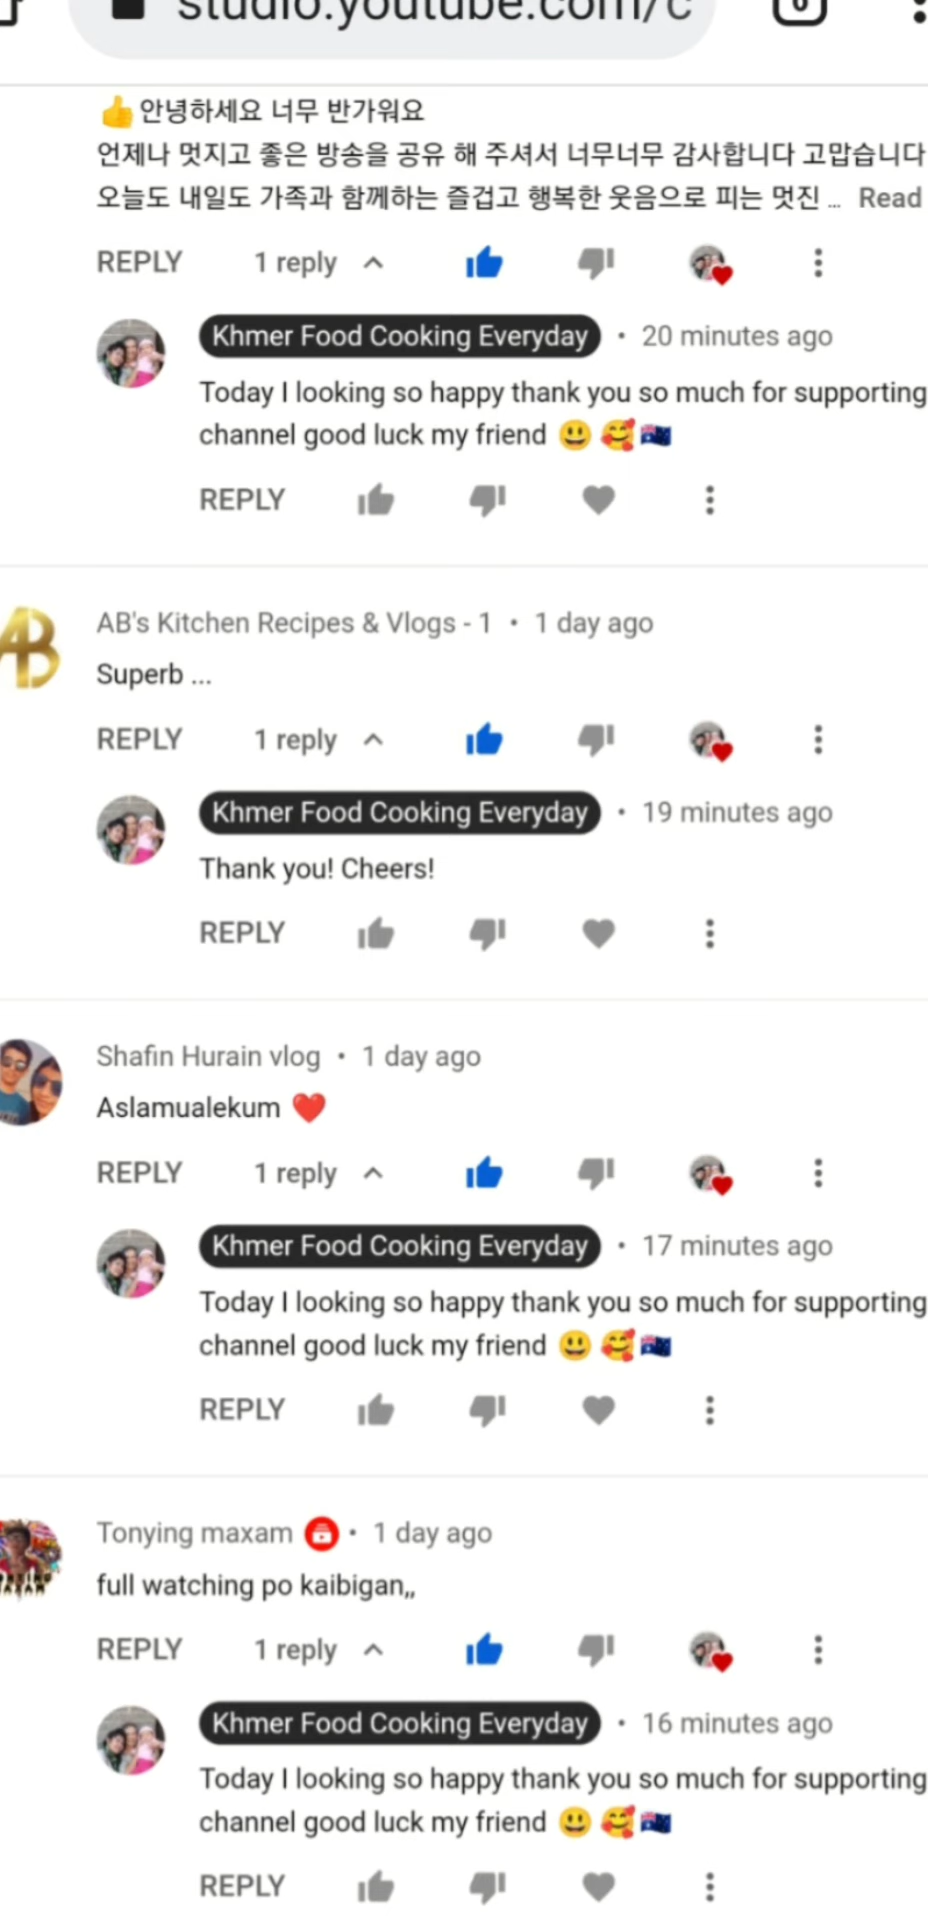 studio.youtube.com/c
6
👍안녕하세요 너무 반가워요
언제나 멋지고 좋은 방송을 공유 해 주셔서 너무너무 감사합니다 고맙습니다
오늘도 내일도 가족과 함께하는 즐겁고 행복한 웃음으로 피는 멋진 ... Read
REPLY 1 reply
Khmer Food Cooking Everyday • 20 minutes ago
Today I looking so happy thank you so much for supporting
channel good luck my friend 😃 🥰 🇦🇺
REPLY
AB
AB's Kitchen Recipes & Vlogs - 1 • 1 day ago
Superb ...
REPLY 1 reply
Khmer Food Cooking Everyday • 19 minutes ago
Thank you! Cheers!
REPLY
Shafin Hurain vlog • 1 day ago
Aslamualekum ❤️
REPLY 1 reply
Khmer Food Cooking Everyday • 17 minutes ago
Today I looking so happy thank you so much for supporting
channel good luck my friend 😃 🥰 🇦🇺
REPLY
Tonying maxam • 1 day ago
full watching po kaibigan,,
REPLY 1 reply
Khmer Food Cooking Everyday • 16 minutes ago
Today I looking so happy thank you so much for supporting
channel good luck my friend 😃 🥰 🇦🇺
REPLY